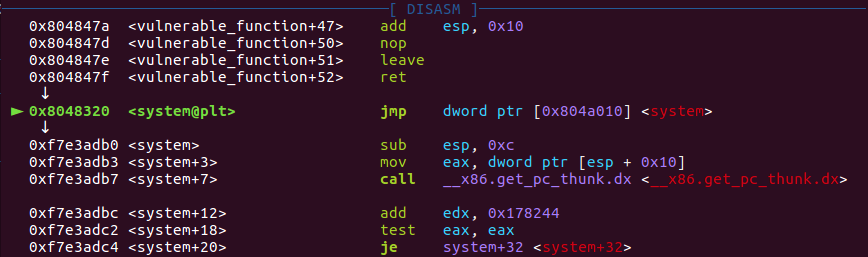 [ DISASM ]
0x804847a <vulnerable_function+47> add esp, 0x10
0x804847d <vulnerable_function+50> nop
0x804847e <vulnerable_function+51> leave
0x804847f <vulnerable_function+52> ret
↓
► 0x8048320 <system@plt> jmp dword ptr [0x804a010] <system>
↓
0xf7e3adb0 <system> sub esp, 0xc
0xf7e3adb3 <system+3> mov eax, dword ptr [esp + 0x10]
0xf7e3adb7 <system+7> call __x86.get_pc_thunk.dx <__x86.get_pc_thunk.dx>
0xf7e3adbc <system+12> add edx, 0x178244
0xf7e3adc2 <system+18> test eax, eax
0xf7e3adc4 <system+20> je system+32 <system+32>